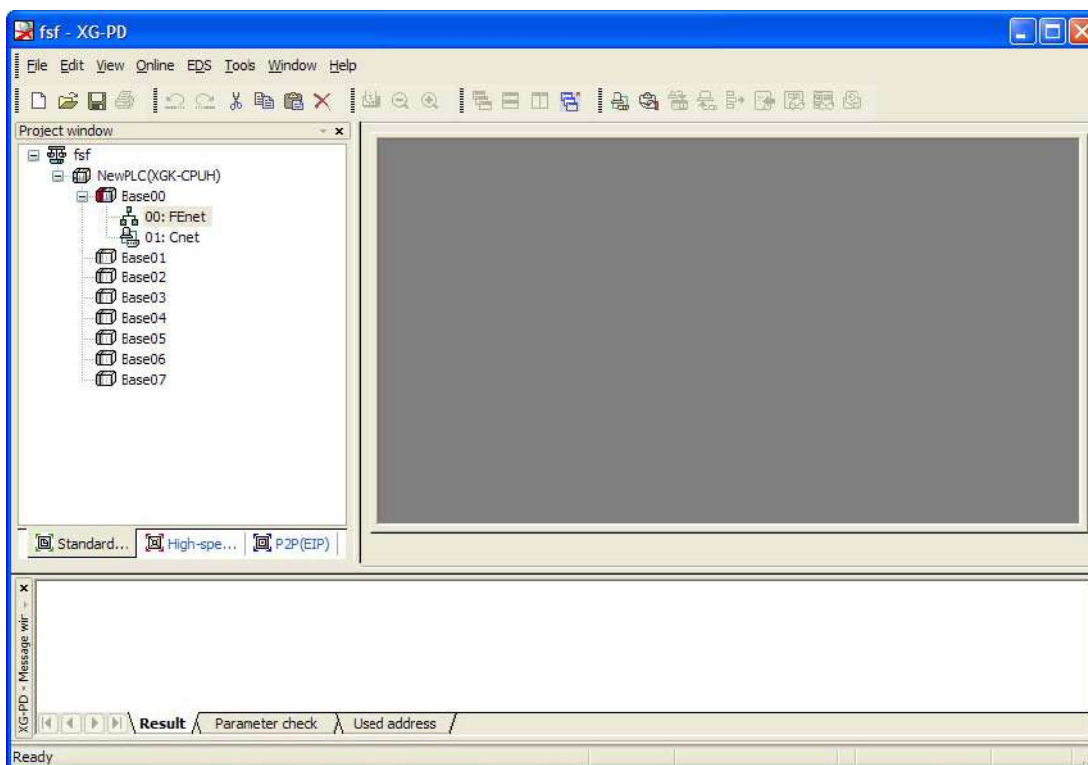 fsf - XG-PD
File Edit View Online EDS Tools Window Help
Project window
fsf
NewPLC(XGK-CPUH)
Base00
00: FEnet
01: Cnet
Base01
Base02
Base03
Base04
Base05
Base06
Base07
Standard... High-spe... P2P(EIP)
XG-PD - Message wir
Result Parameter check Used address
Ready